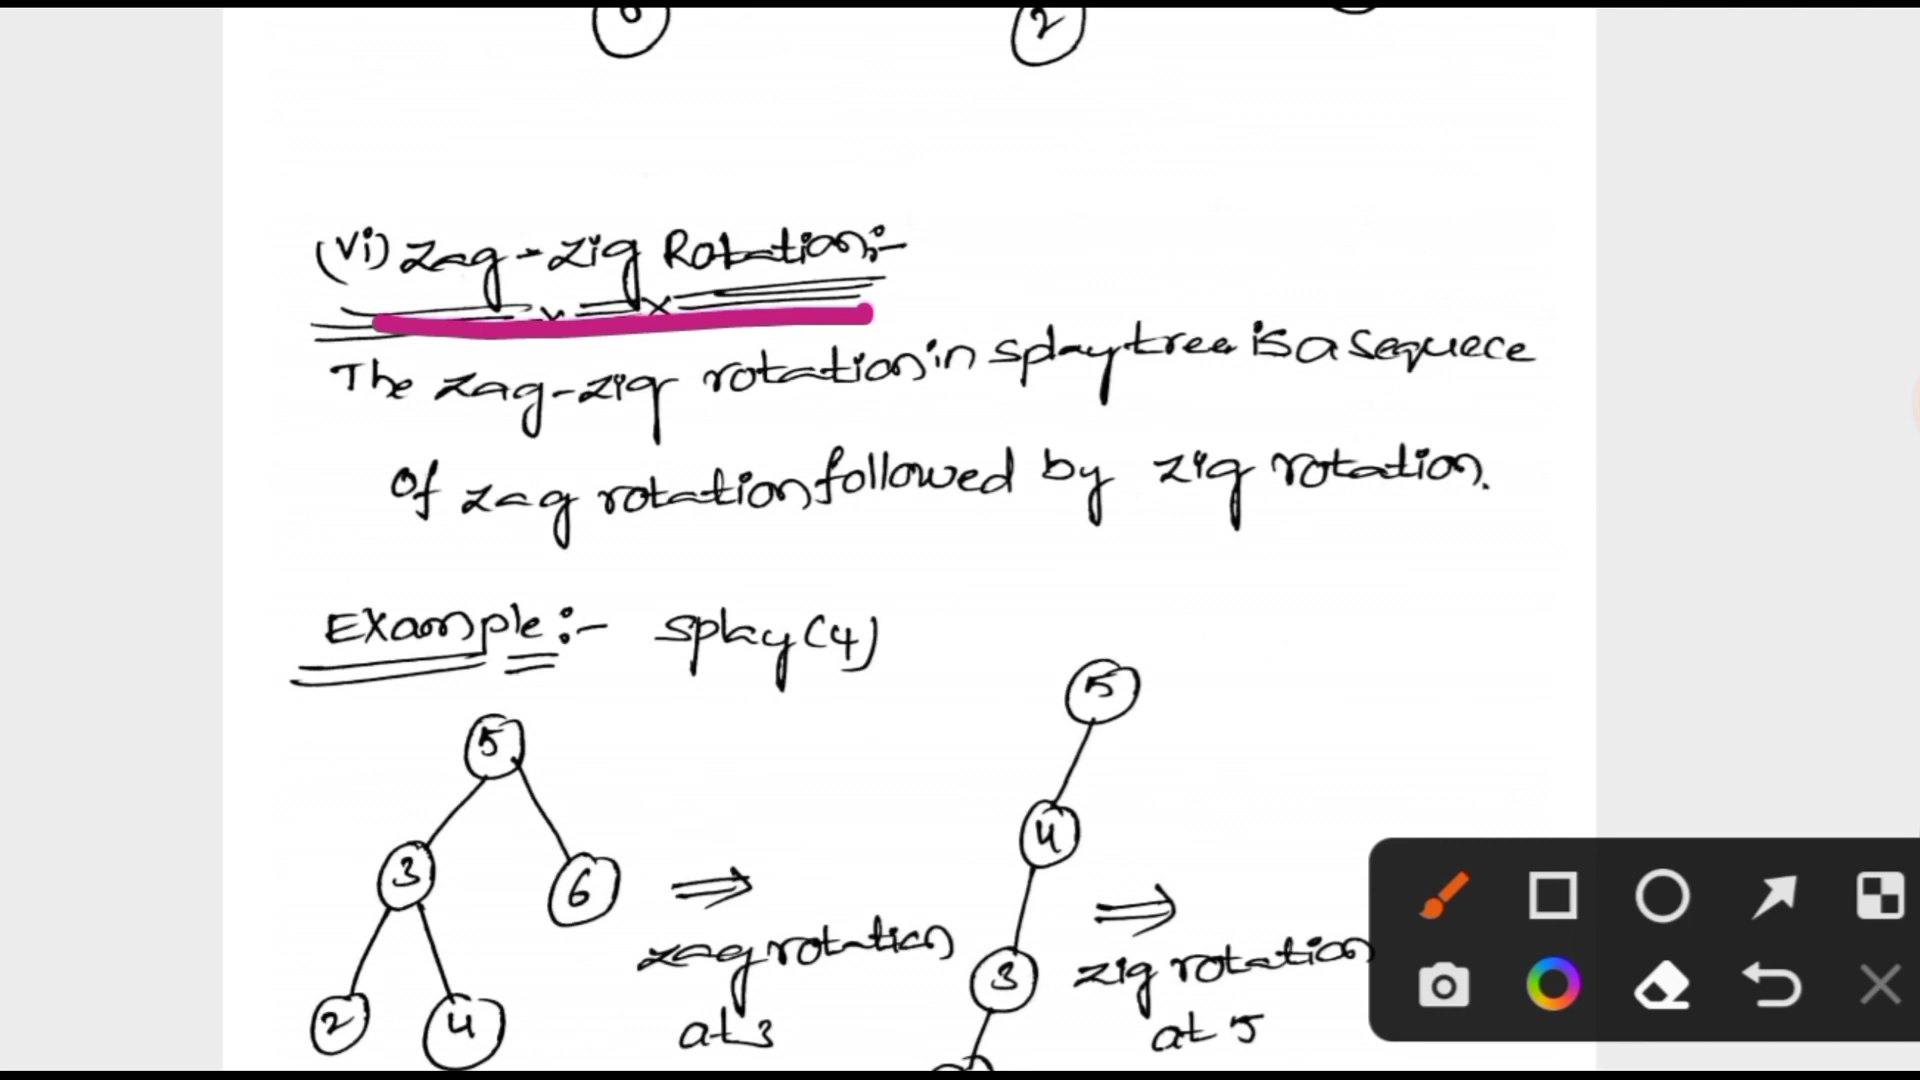 6
2
(vi) Zag-Zig Rotation:-
The zag-zig rotation in splay tree is a sequece
of zag rotation followed by zig rotation.
Example:- splay(4)
5
5
4
3
6
⇒
⇒
zag rotation
3
zig rotation
2
4
at 3
at 5